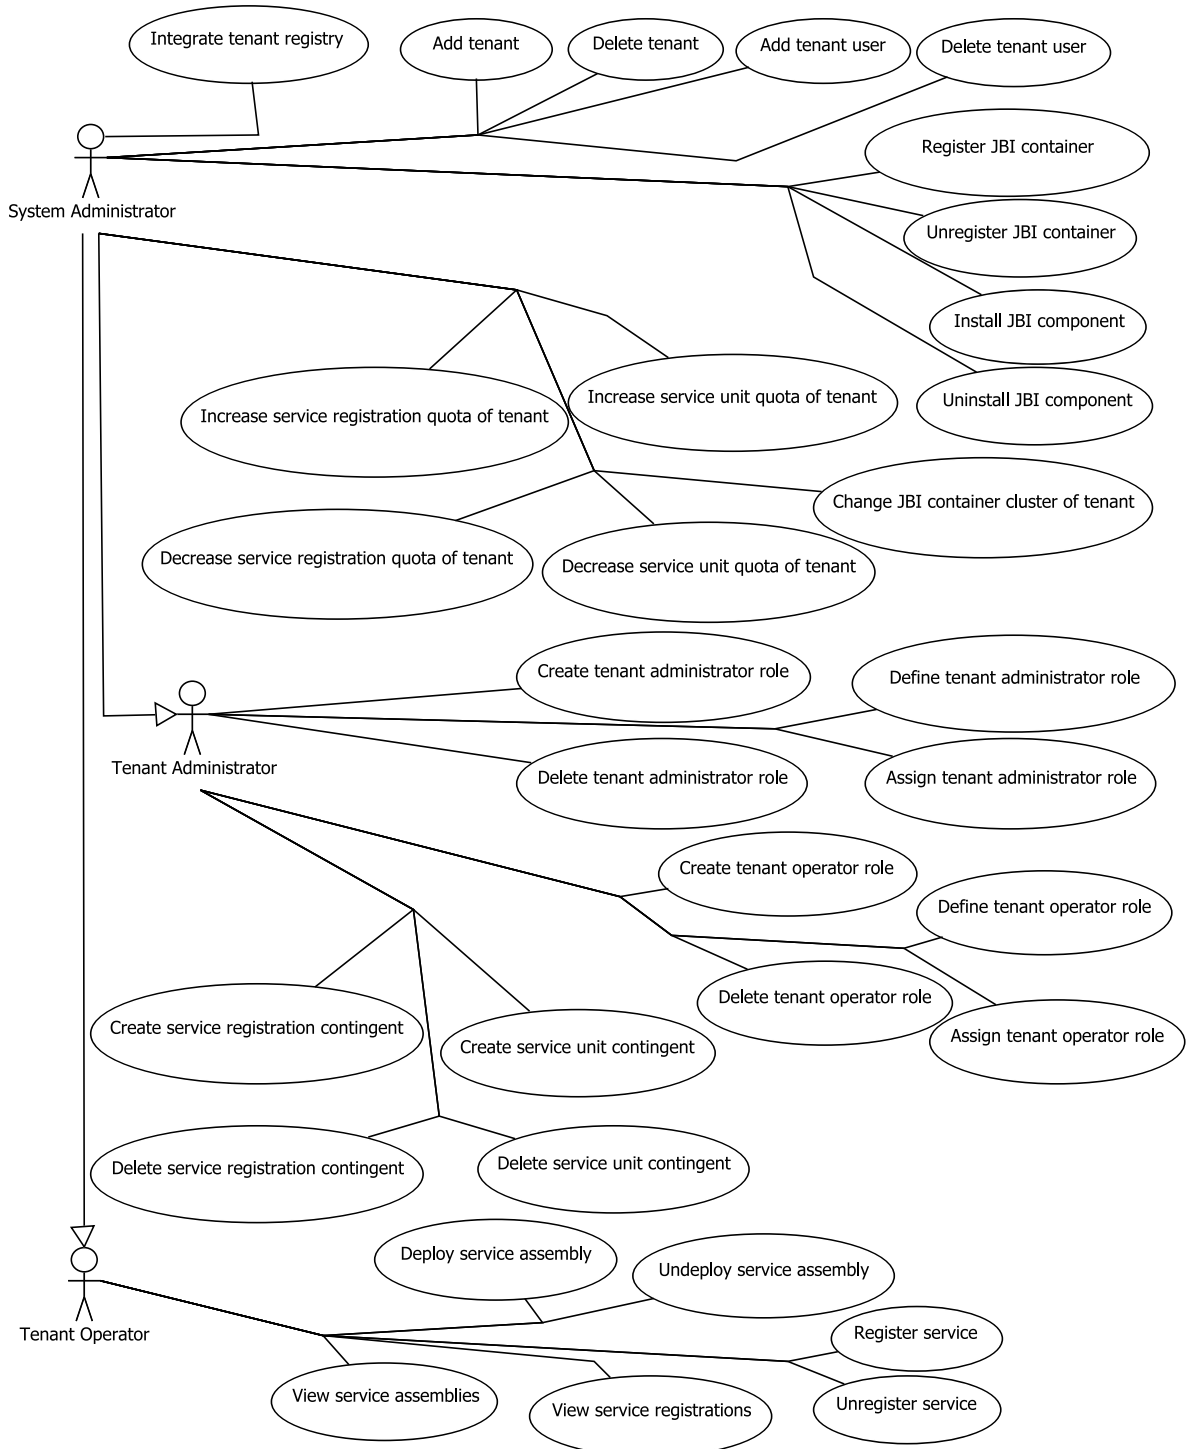 Integrate tenant registry
Add tenant
Delete tenant
Add tenant user
Delete tenant user
Register JBI container
System Administrator
Unregister JBI container
Install JBI component
Increase service unit quota of tenant
Uninstall JBI component
Increase service registration quota of tenant
Change JBI container cluster of tenant
Decrease service registration quota of tenant
Decrease service unit quota of tenant
Create tenant administrator role
Define tenant administrator role
Tenant Administrator
Delete tenant administrator role
Assign tenant administrator role
Create tenant operator role
Define tenant operator role
Delete tenant operator role
Create service registration contingent
Assign tenant operator role
Create service unit contingent
Delete service registration contingent
Delete service unit contingent
Deploy service assembly
Undeploy service assembly
Tenant Operator
Register service
View service assemblies
Unregister service
View service registrations